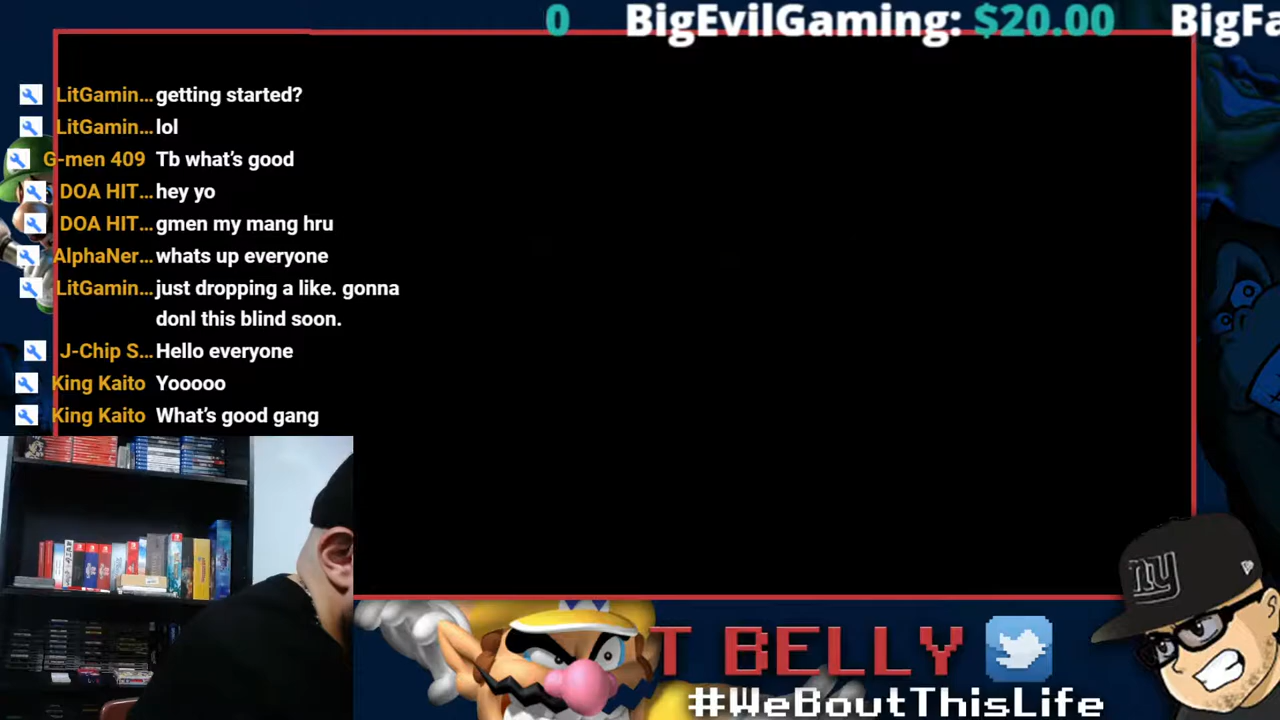 0 BigEvilGaming: $20.00 BigFa
LitGamin… getting started?
LitGamin… lol
G-men 409 Tb what's good
DOA HIT… hey yo
DOA HIT… gmen my mang hru
AlphaNer… whats up everyone
LitGamin… just dropping a like. gonna
donl this blind soon.
J-Chip S… Hello everyone
King Kaito Yooooo
King Kaito What's good gang
NY
T BELLY
#WeBoutThisLife